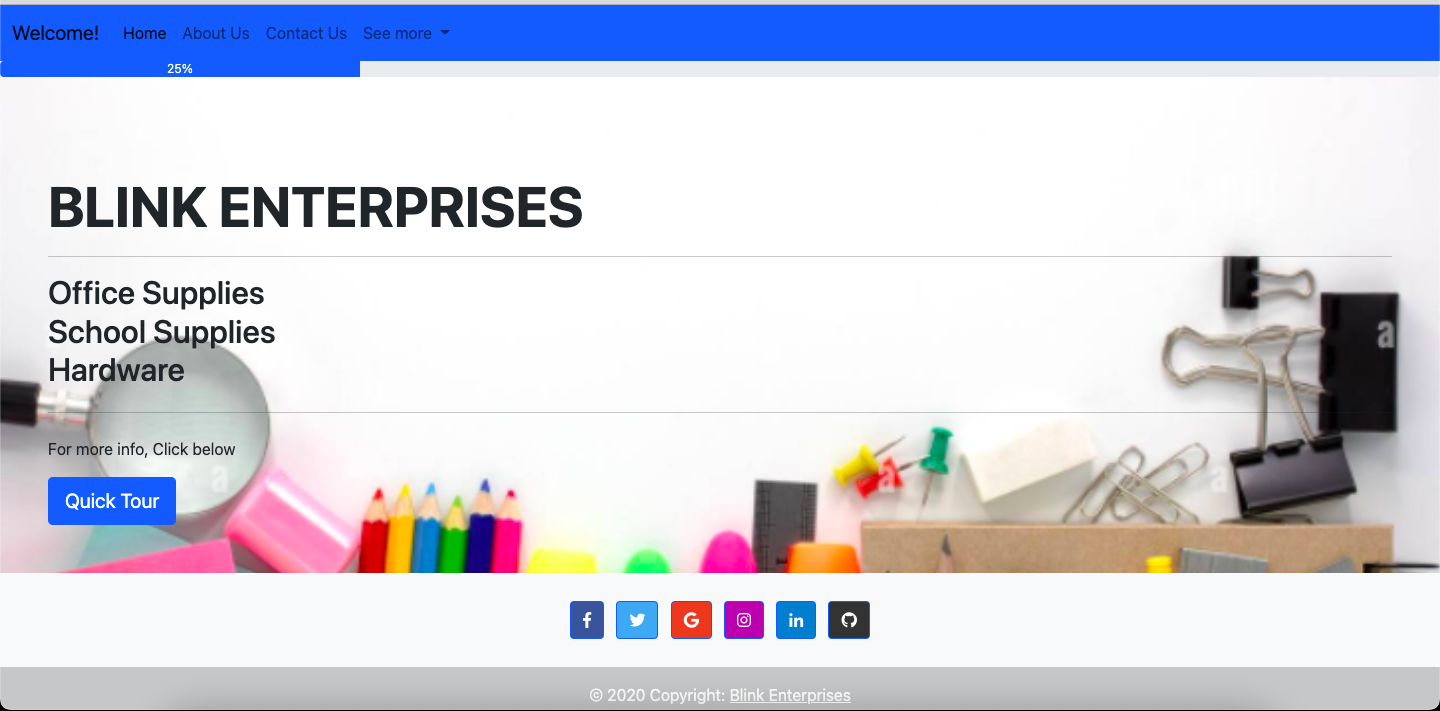 Welcome! Home About Us Contact Us See more
25%
BLINK ENTERPRISES
Office Supplies
School Supplies
Hardware
For more info, Click below
Quick Tour
© 2020 Copyright: Blink Enterprises
a
a
a
a